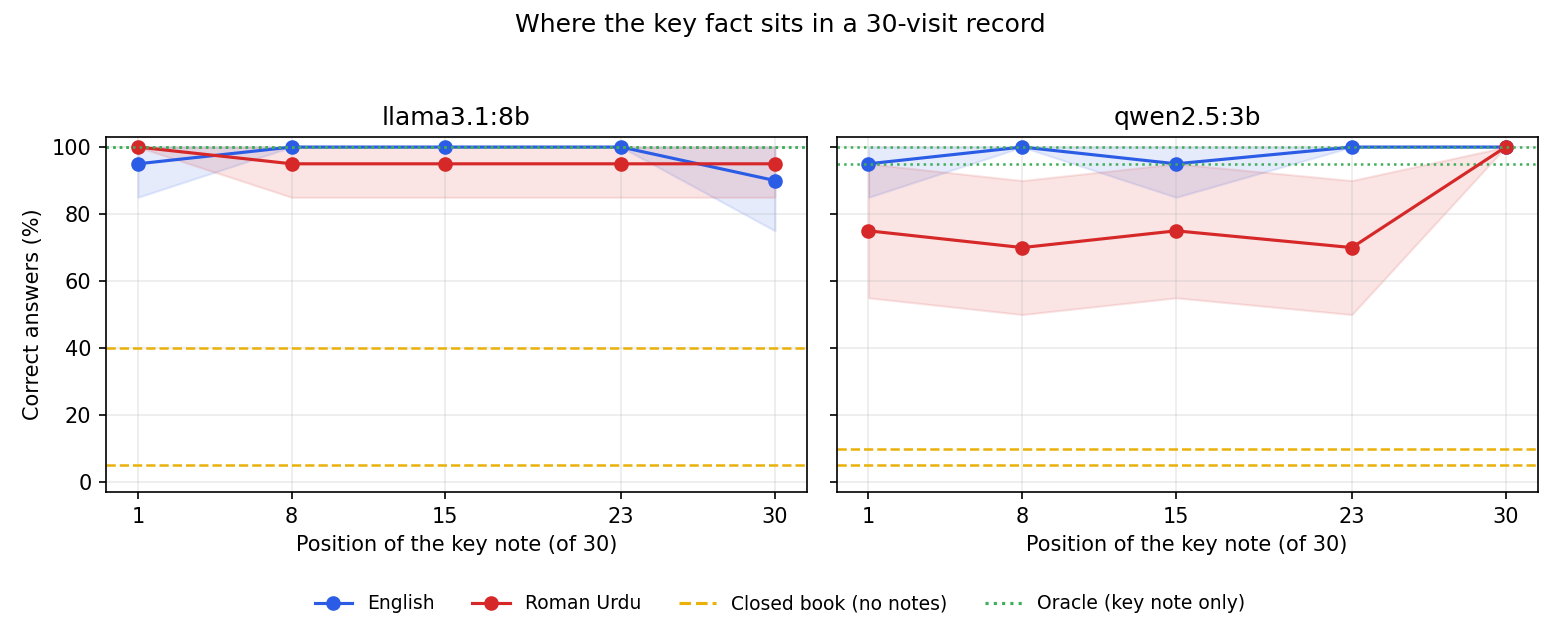 Where the key fact sits in a 30-visit record
llama3.1:8b
qwen2.5:3b
Correct answers (%)
100
80
60
40
20
0
1 8 15 23 30
1 8 15 23 30
Position of the key note (of 30)
Position of the key note (of 30)
English Roman Urdu Closed book (no notes) Oracle (key note only)